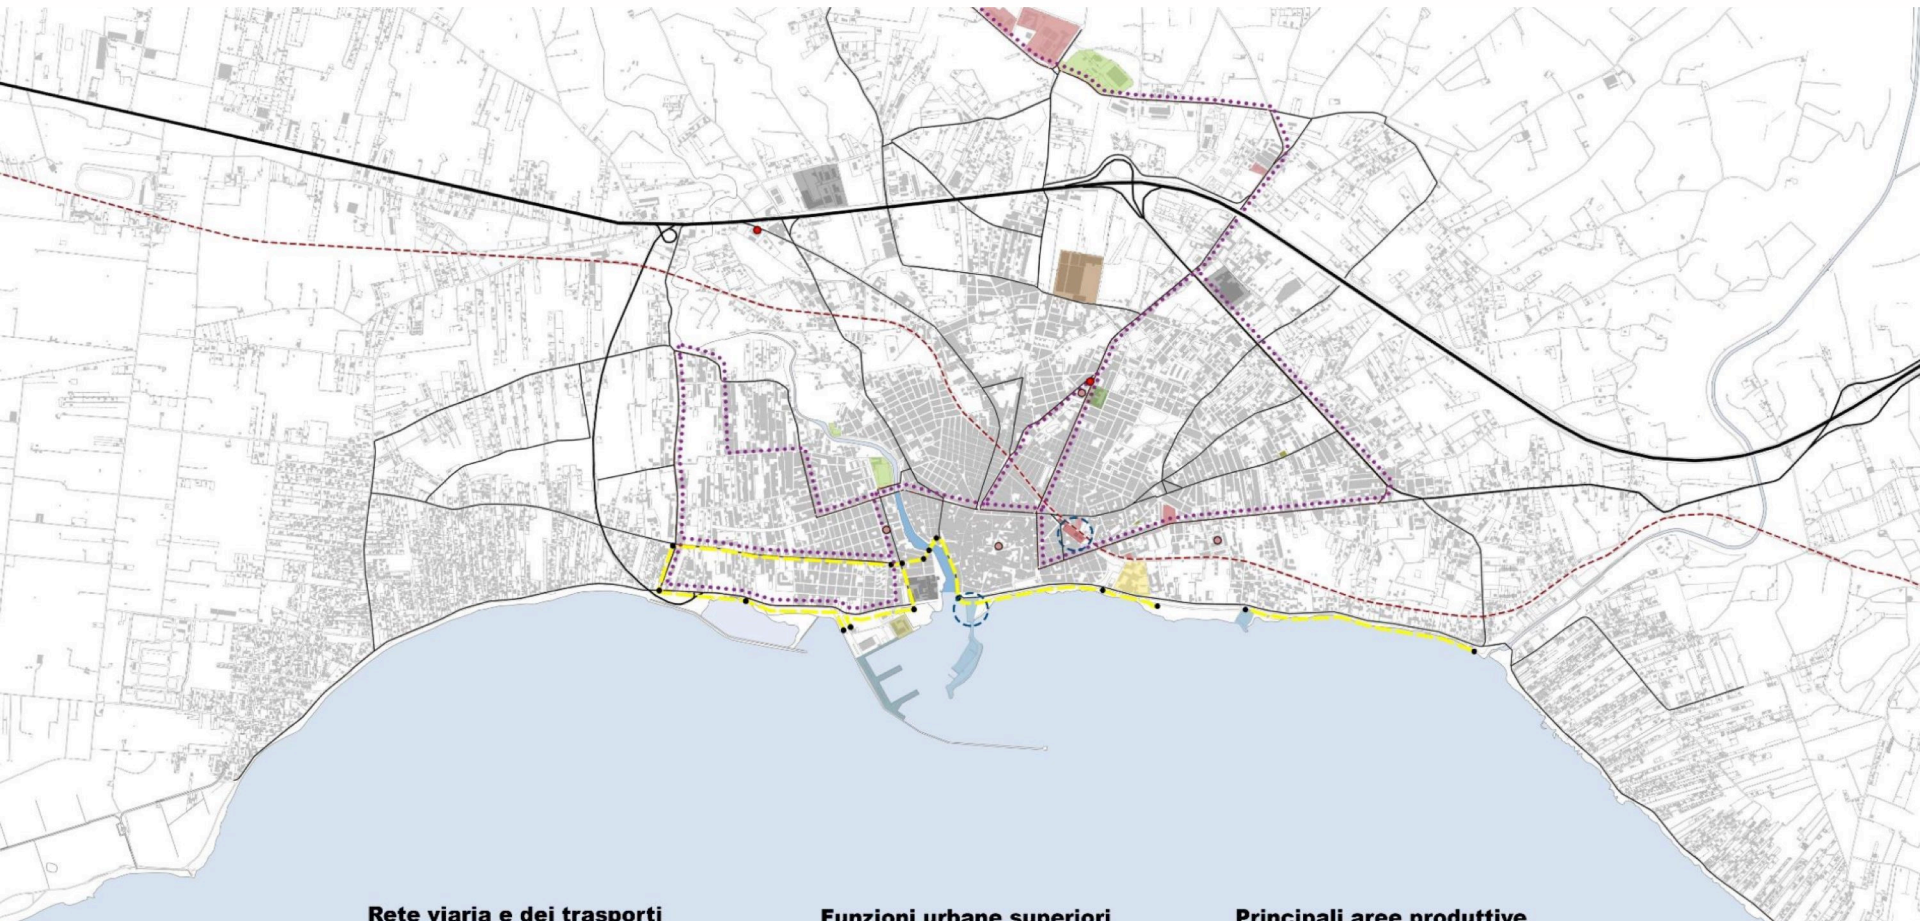 Rete viaria e dei trasporti
Funzioni urbane superiori
Principali aree produttive